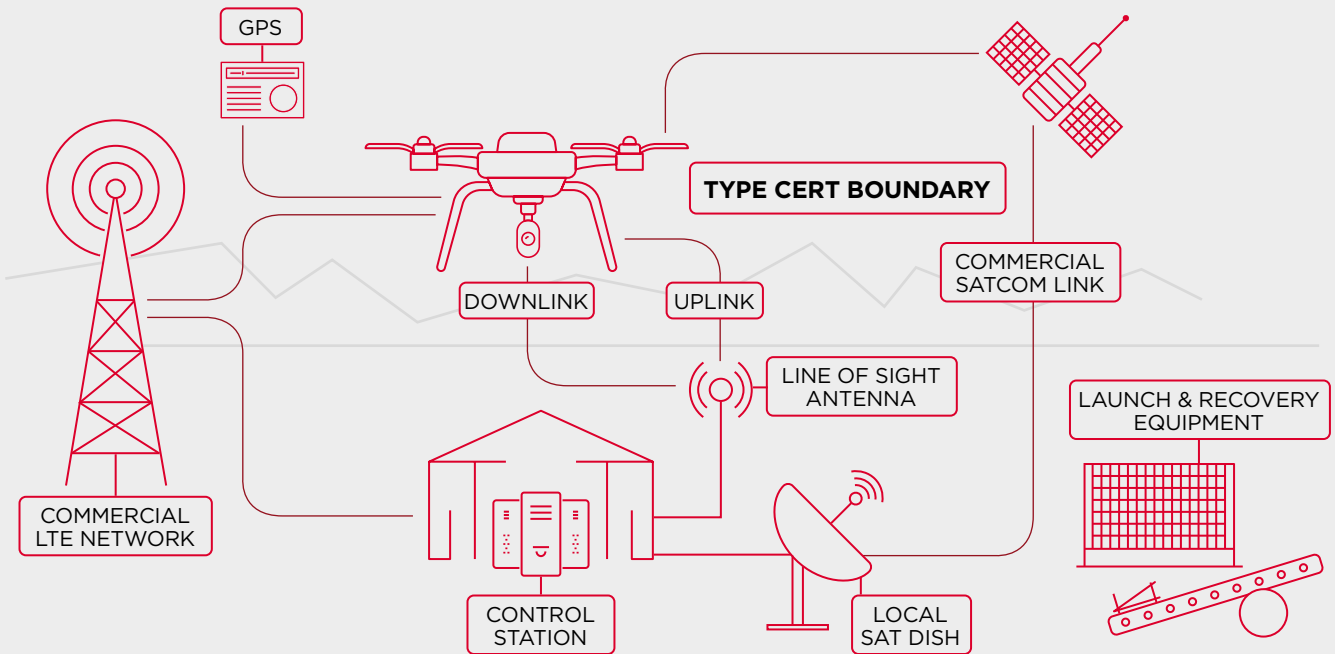 GPS
TYPE CERT BOUNDARY
COMMERCIAL
SATCOM LINK
DOWNLINK
UPLINK
LINE OF SIGHT
ANTENNA
LAUNCH & RECOVERY
EQUIPMENT
COMMERCIAL
LTE NETWORK
CONTROL
STATION
LOCAL
SAT DISH